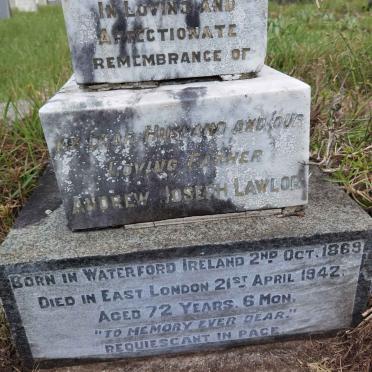 IN LOVING AND
AFFECTIONATE
REMEMBRANCE OF
MY DEAR HUSBAND AND OUR
LOVING FATHER
ANDREW JOSEPH LAWLOR
BORN IN WATERFORD IRELAND 2ND OCT. 1869
DIED IN EAST LONDON 21ST APRIL 1942.
AGED 72 YEARS, 6 MON.
"TO MEMORY EVER DEAR."
REQUIESCANT IN PACE.